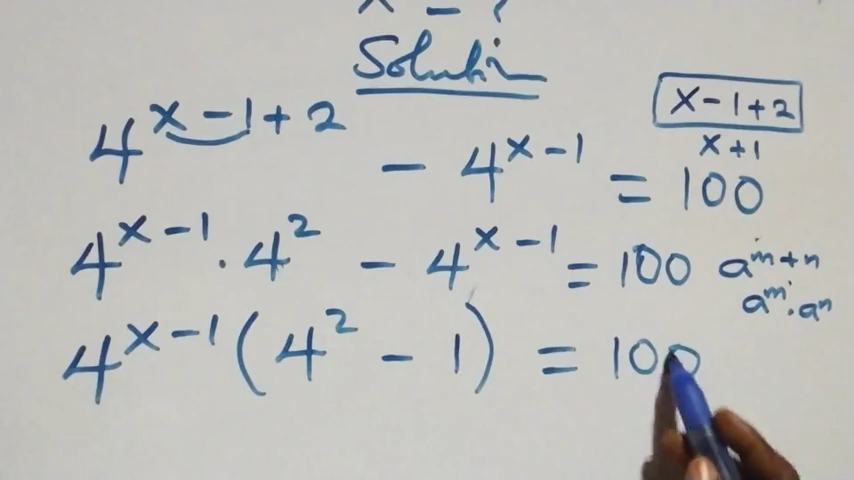 x = ?
Solution
x-1+2
x+1
4^{x-1+2} - 4^{x-1} = 100
4^{x-1} · 4^2 - 4^{x-1} = 100
a^{m+n}
a^m · a^n
4^{x-1}(4^2 - 1) = 100